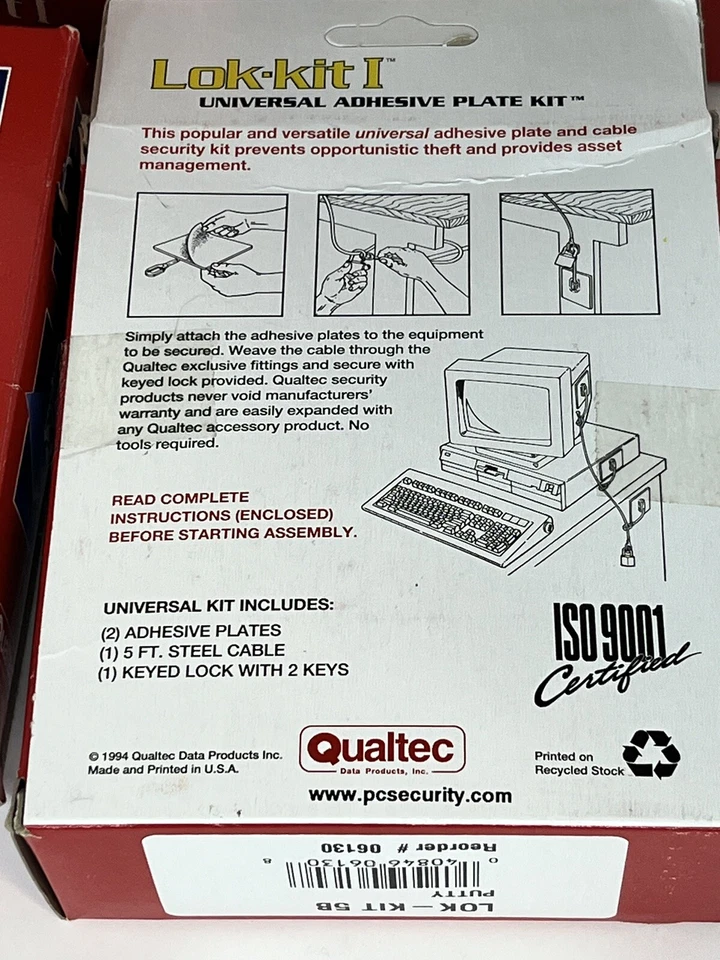 Lok-kit I™
UNIVERSAL ADHESIVE PLATE KIT™
This popular and versatile universal adhesive plate and cable
security kit prevents opportunistic theft and provides asset
management.
Simply attach the adhesive plates to the equipment
to be secured. Weave the cable through the
Qualtec exclusive fittings and secure with
keyed lock provided. Qualtec security
products never void manufacturers'
warranty and are easily expanded with
any Qualtec accessory product. No
tools required.
READ COMPLETE
INSTRUCTIONS (ENCLOSED)
BEFORE STARTING ASSEMBLY.
UNIVERSAL KIT INCLUDES:
(2) ADHESIVE PLATES
(1) 5 FT. STEEL CABLE
(1) KEYED LOCK WITH 2 KEYS
ISO 9001
Certified
© 1994 Qualtec Data Products Inc.
Made and Printed in U.S.A.
Qualtec
Data Products, Inc.
www.pcsecurity.com
Printed on
Recycled Stock
LOK-KIT 5B
PUTTY
0 40846 06130 8
Reorder # 06130